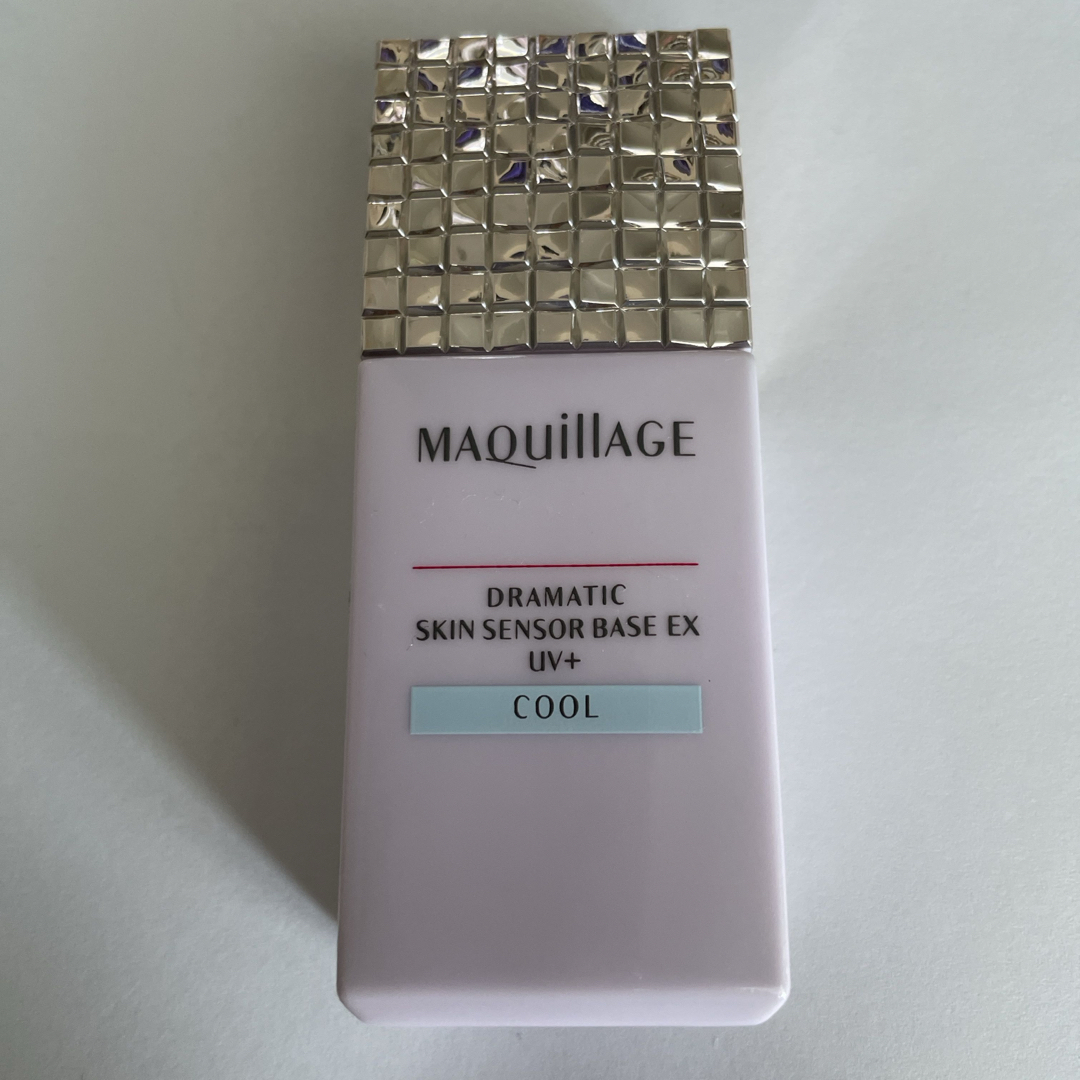 MAQuillAGE
DRAMATIC
SKIN SENSOR BASE EX
UV+
COOL